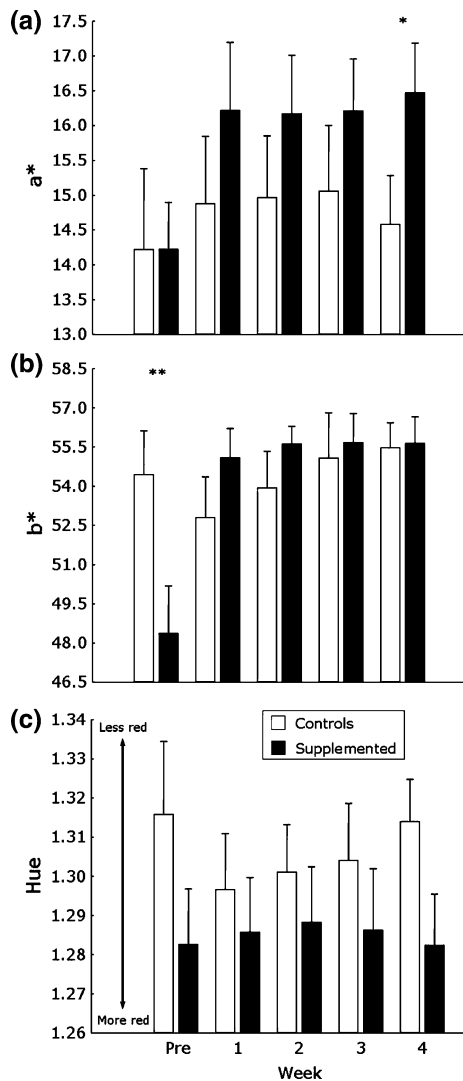 (a)
a*
17.5
17.0
16.5
16.0
15.5
15.0
14.5
14.0
13.5
13.0
*
(b)
b*
58.5
57.0
55.5
54.0
52.5
51.0
49.5
48.0
46.5
**
(c)
Hue
1.34
1.33
1.32
1.31
1.30
1.29
1.28
1.27
1.26
Less red
More red
Controls
Supplemented
Pre 1 2 3 4
Week